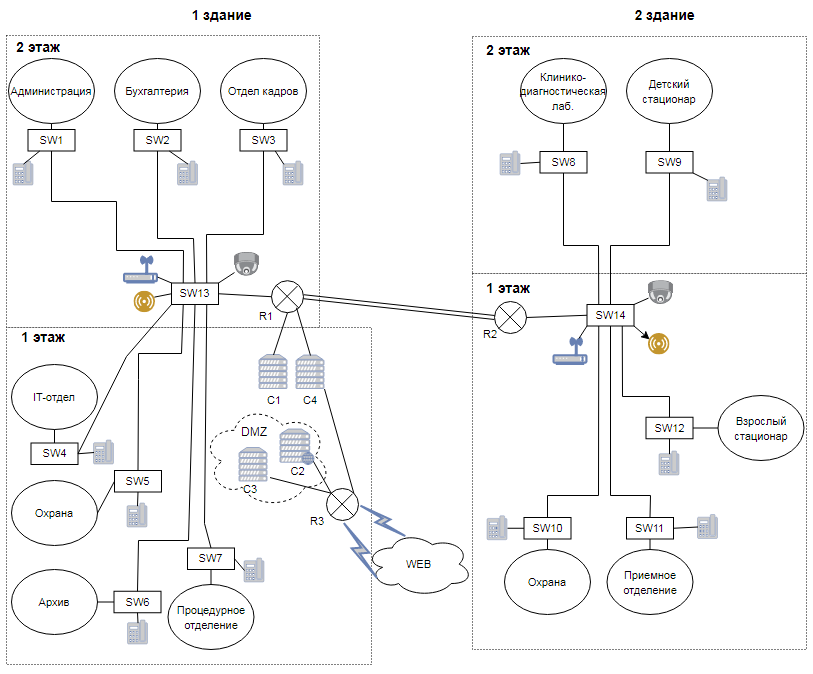 1 здание
2 этаж
Администрация
Бухгалтерия
Отдел кадров
SW1
SW2
SW3
SW13
R1
1 этаж
C1
C4
IT-отдел
SW4
DMZ
C2
C3
SW5
Охрана
R3
SW7
WEB
Архив
SW6
Процедурное
отделение
2 здание
2 этаж
Клинико-
диагностическая
лаб.
Детский
стационар
SW8
SW9
1 этаж
R2
SW14
SW12
Взрослый
стационар
SW10
SW11
Охрана
Приемное
отделение